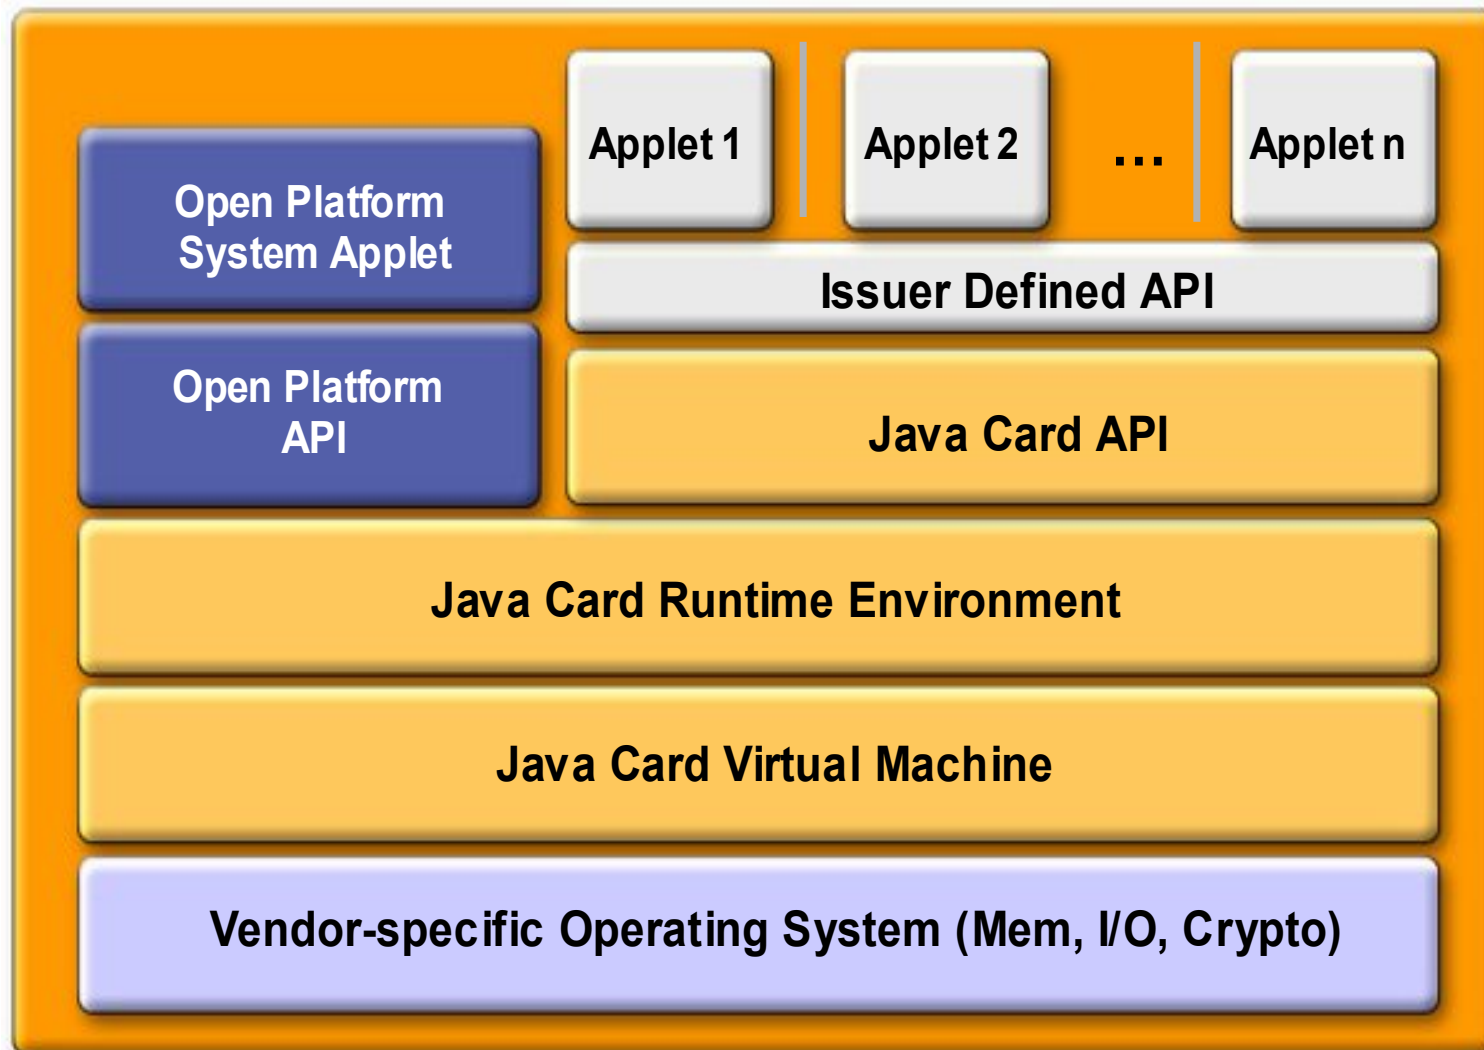 Applet 1
Applet 2
...
Applet n
Open Platform
System Applet
Issuer Defined API
Open Platform
API
Java Card API
Java Card Runtime Environment
Java Card Virtual Machine
Vendor-specific Operating System (Mem, I/O, Crypto)